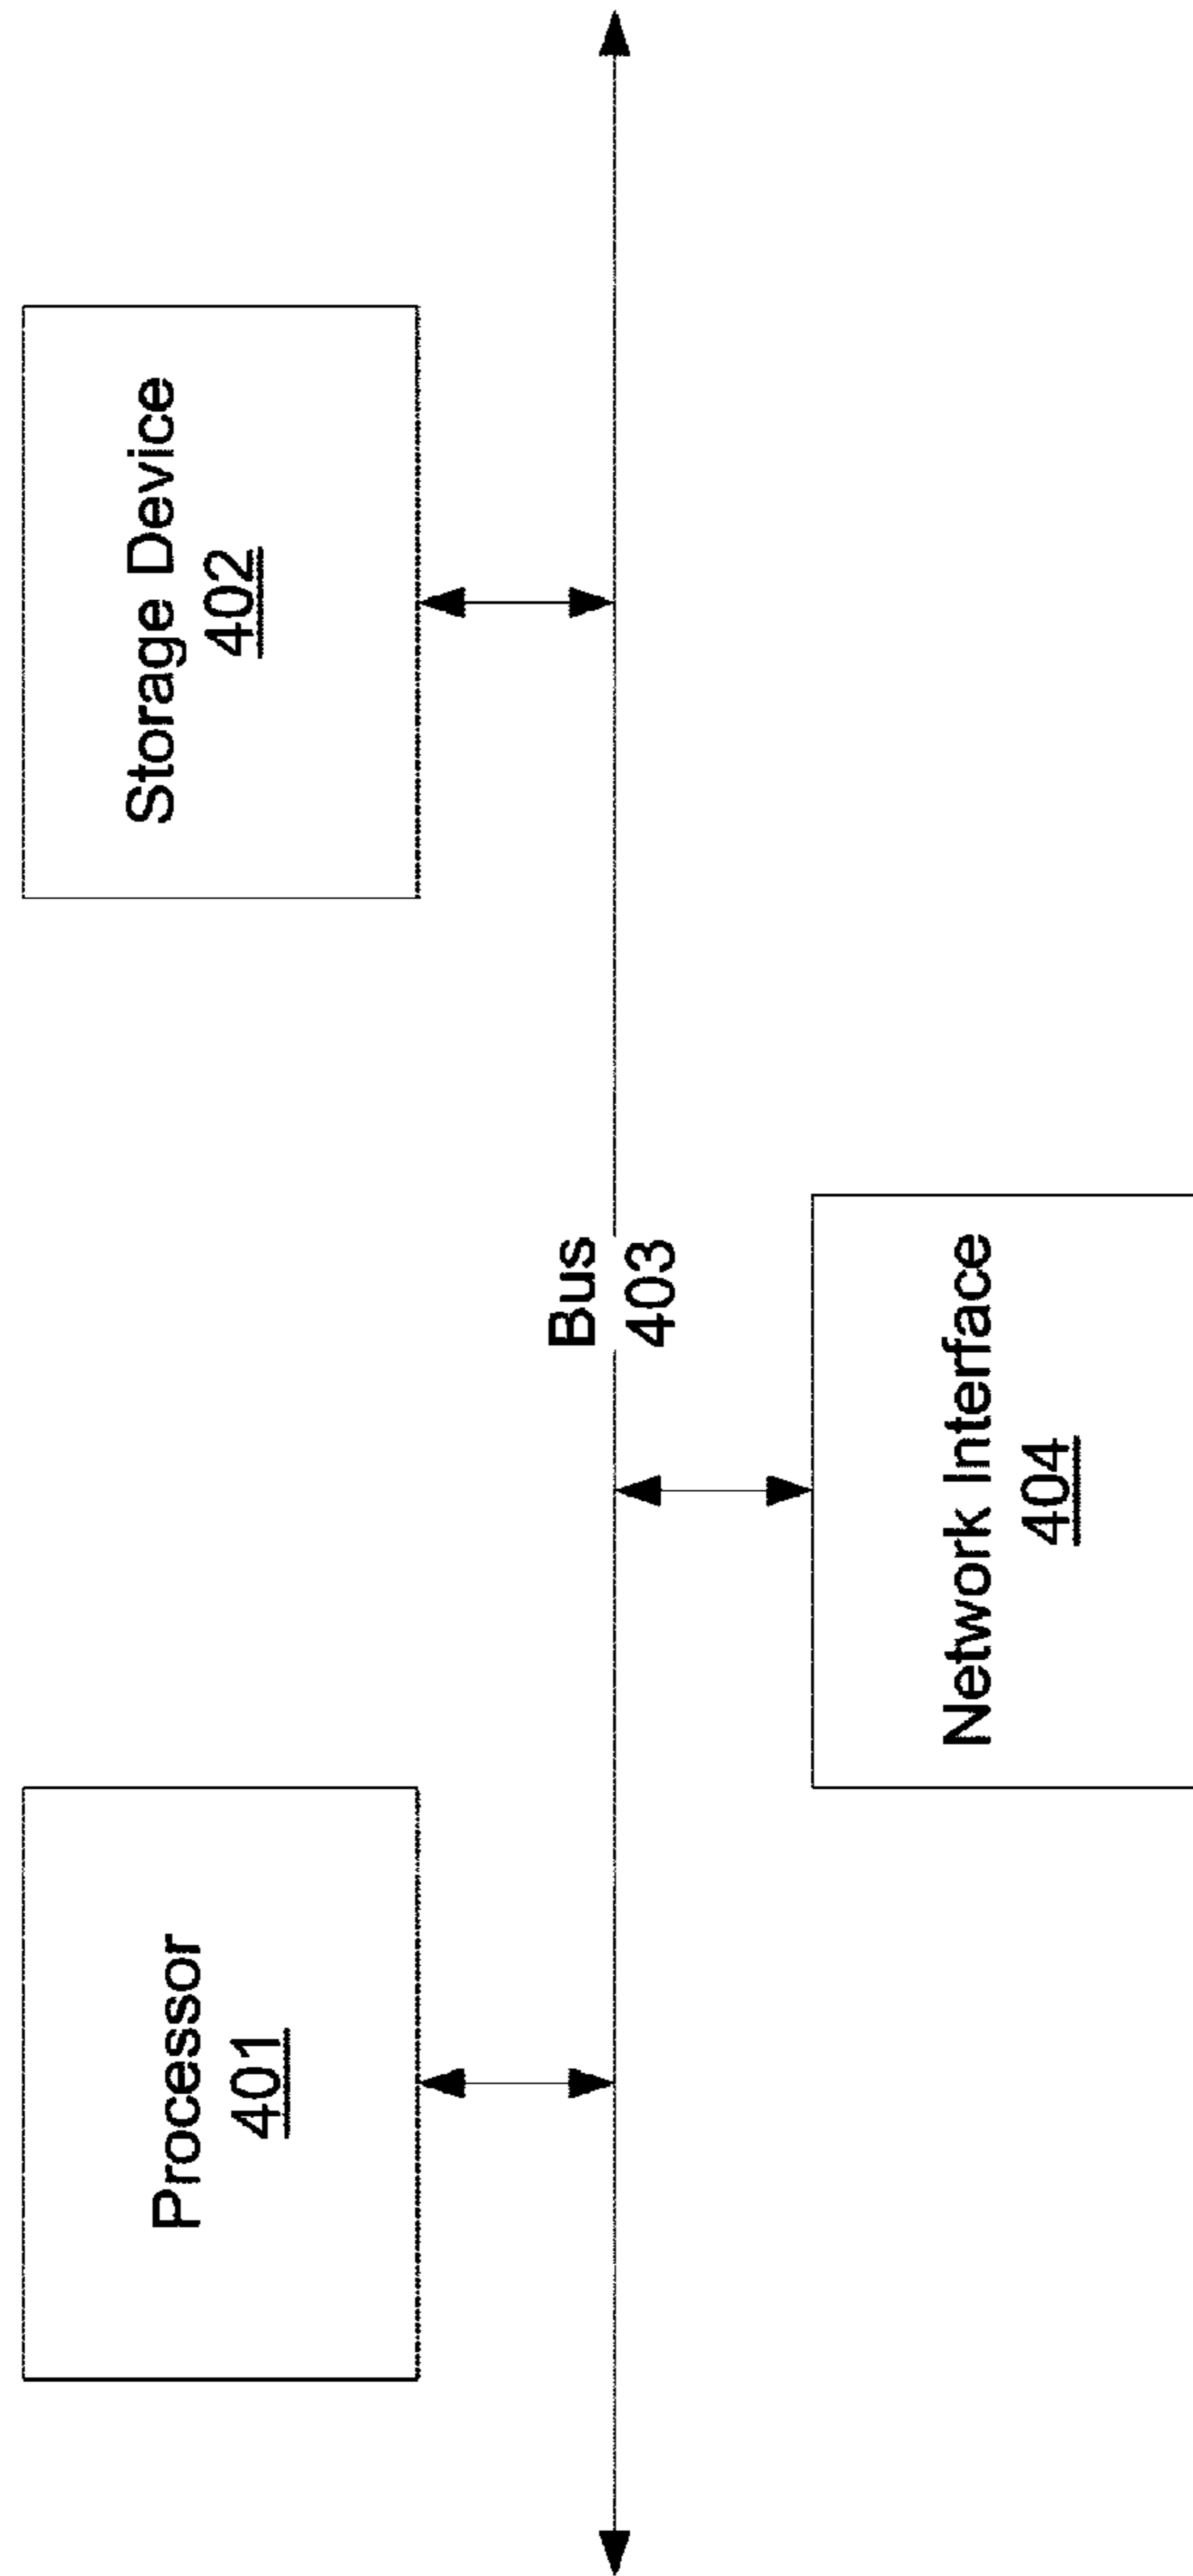 Processor
401
Storage Device
402
Bus
403
Network Interface
404